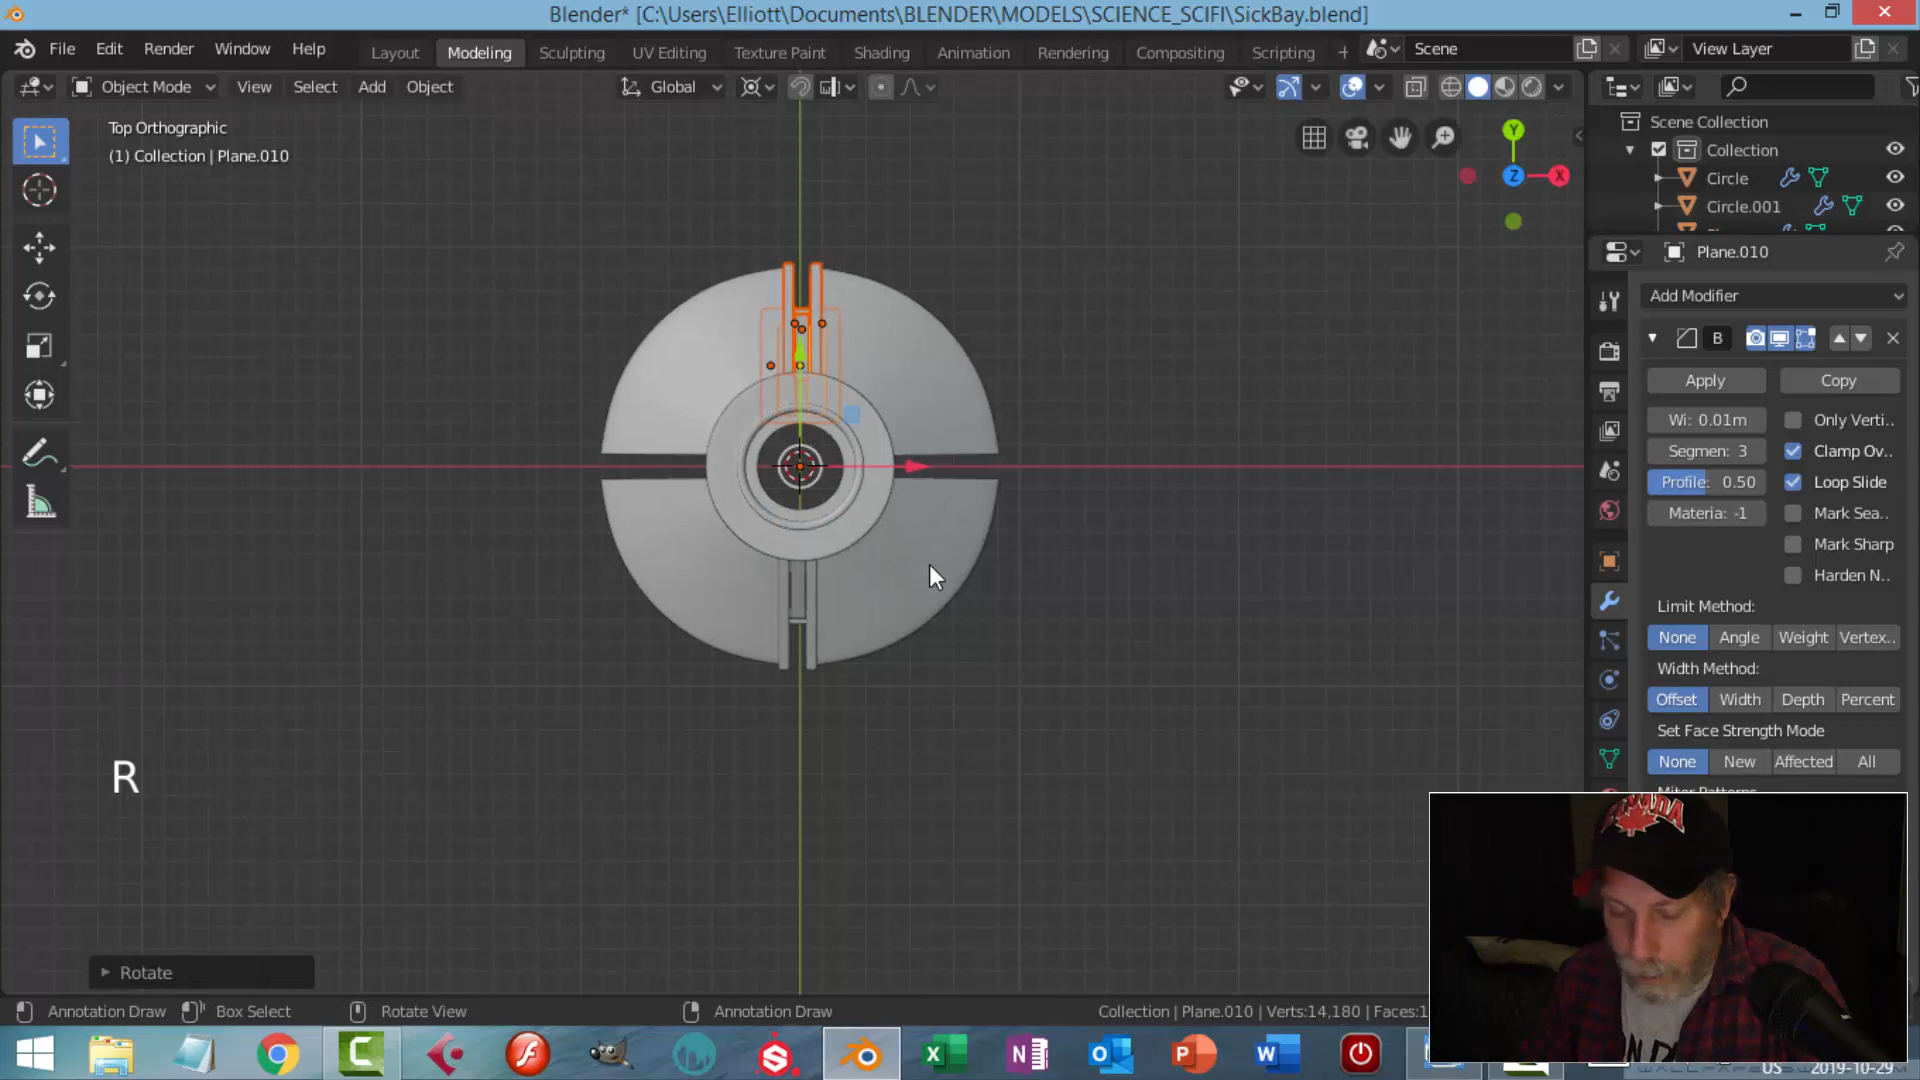 Blender* [C:\Users\Elliott\Documents\BLENDER\MODELS\SCIENCE_SCIFI\SickBay.blend]
File Edit Render Window Help Layout Modeling Sculpting UV Editing Texture Paint Shading Animation Rendering Compositing Scripting + Scene View Layer
Object Mode View Select Add Object Global
Top Orthographic
(1) Collection | Plane.010
Y
Z X
Scene Collection
Collection
Circle
Circle.001
Plane.010
Add Modifier
B
Apply Copy
Wi: 0.01m Only Verti..
Segmen: 3 Clamp Ov..
Profile: 0.50 Loop Slide
Materia: -1 Mark Sea..
Mark Sharp
Harden N..
Limit Method:
None Angle Weight Vertex..
Width Method:
Offset Width Depth Percent
Set Face Strength Mode
None New Affected All
R
Rotate
CANADA
Annotation Draw Box Select Rotate View Annotation Draw Collection | Plane.010 | Verts:14,180 | Faces:1
US 2019-10-29